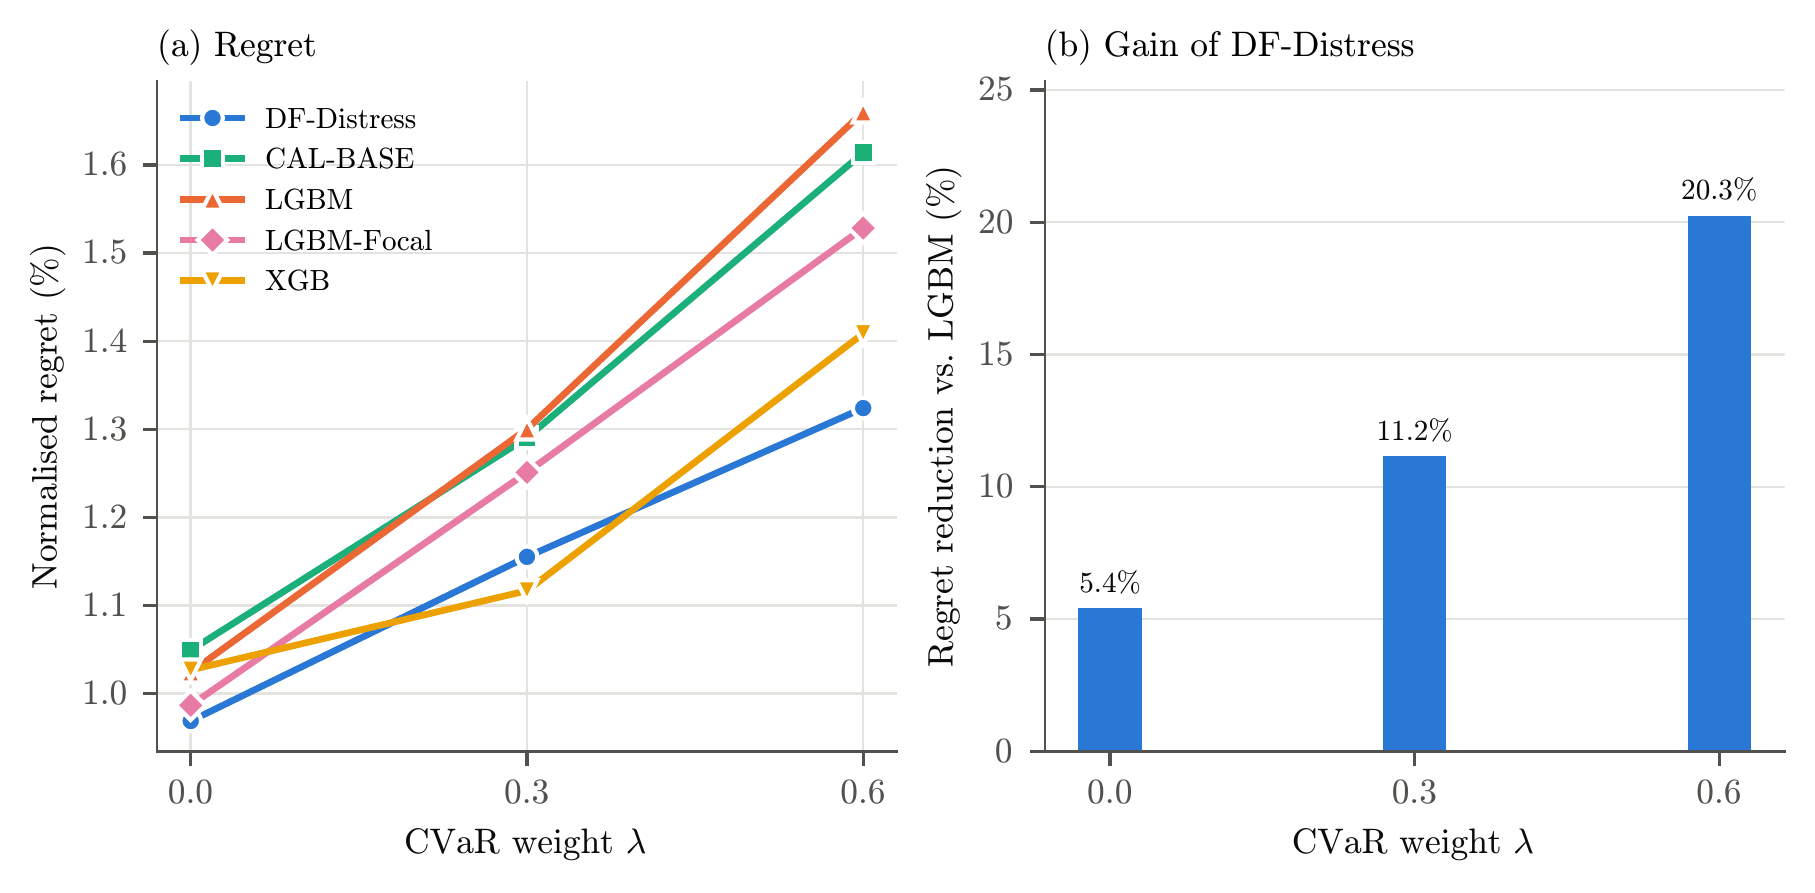 (a) Regret
DF-Distress
CAL-BASE
LGBM
LGBM-Focal
XGB
Normalised regret (%)
1.6
1.5
1.4
1.3
1.2
1.1
1.0
0.0
0.3
0.6
CVaR weight λ
(b) Gain of DF-Distress
Regret reduction vs. LGBM (%)
25
20
15
10
5
0
5.4%
11.2%
20.3%
0.0
0.3
0.6
CVaR weight λ